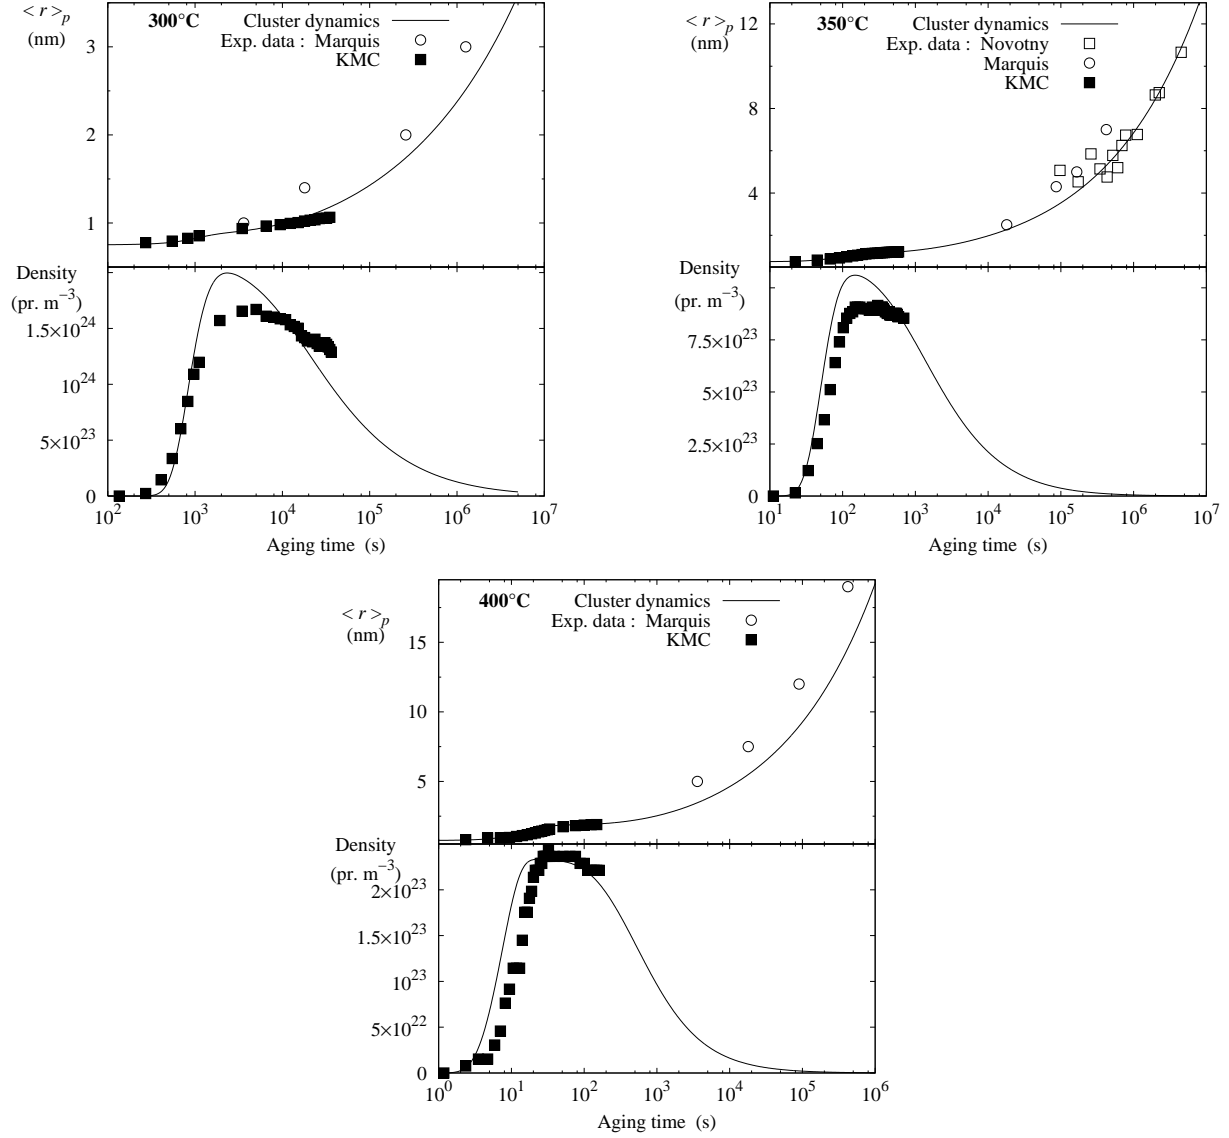 < r >p
(nm)
300°C
Cluster dynamics
Exp. data : Marquis
KMC
3
2
1
Density
(pr. m−3)
1.5×10^24
10^24
5×10^23
0
10^2 10^3 10^4 10^5 10^6 10^7
Aging time (s)
< r >p
(nm)
350°C
Cluster dynamics
Exp. data : Novotny
Marquis
KMC
12
8
4
Density
(pr. m−3)
7.5×10^23
5×10^23
2.5×10^23
0
10^1 10^2 10^3 10^4 10^5 10^6 10^7
Aging time (s)
< r >p
(nm)
400°C
Cluster dynamics
Exp. data : Marquis
KMC
15
10
5
Density
(pr. m−3)
2×10^23
1.5×10^23
10^23
5×10^22
0
10^0 10^1 10^2 10^3 10^4 10^5 10^6
Aging time (s)